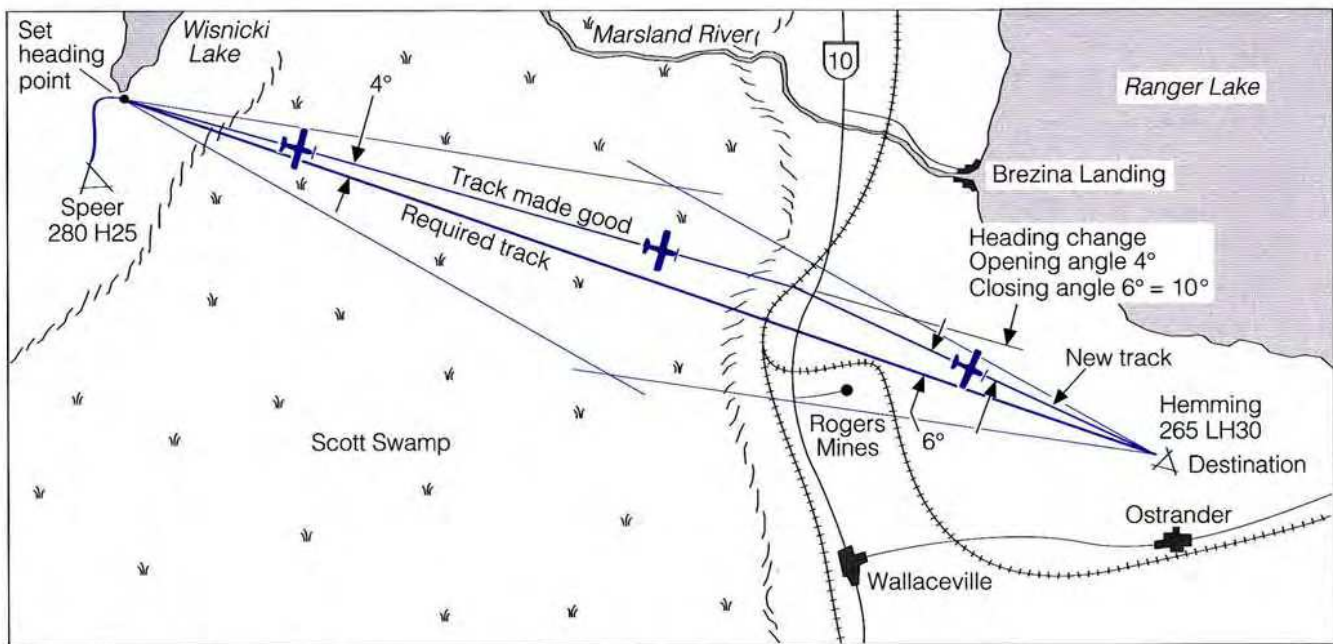 Set
heading
point
Wisnicki
Lake
4°
Marsland River
10
Ranger Lake
Speer
280 H25
Track made good
Required track
Brezina Landing
Heading change
Opening angle 4°
Closing angle 6° = 10°
New track
Hemming
265 LH30
Destination
Rogers
Mines
6°
Scott Swamp
Ostrander
Wallaceville